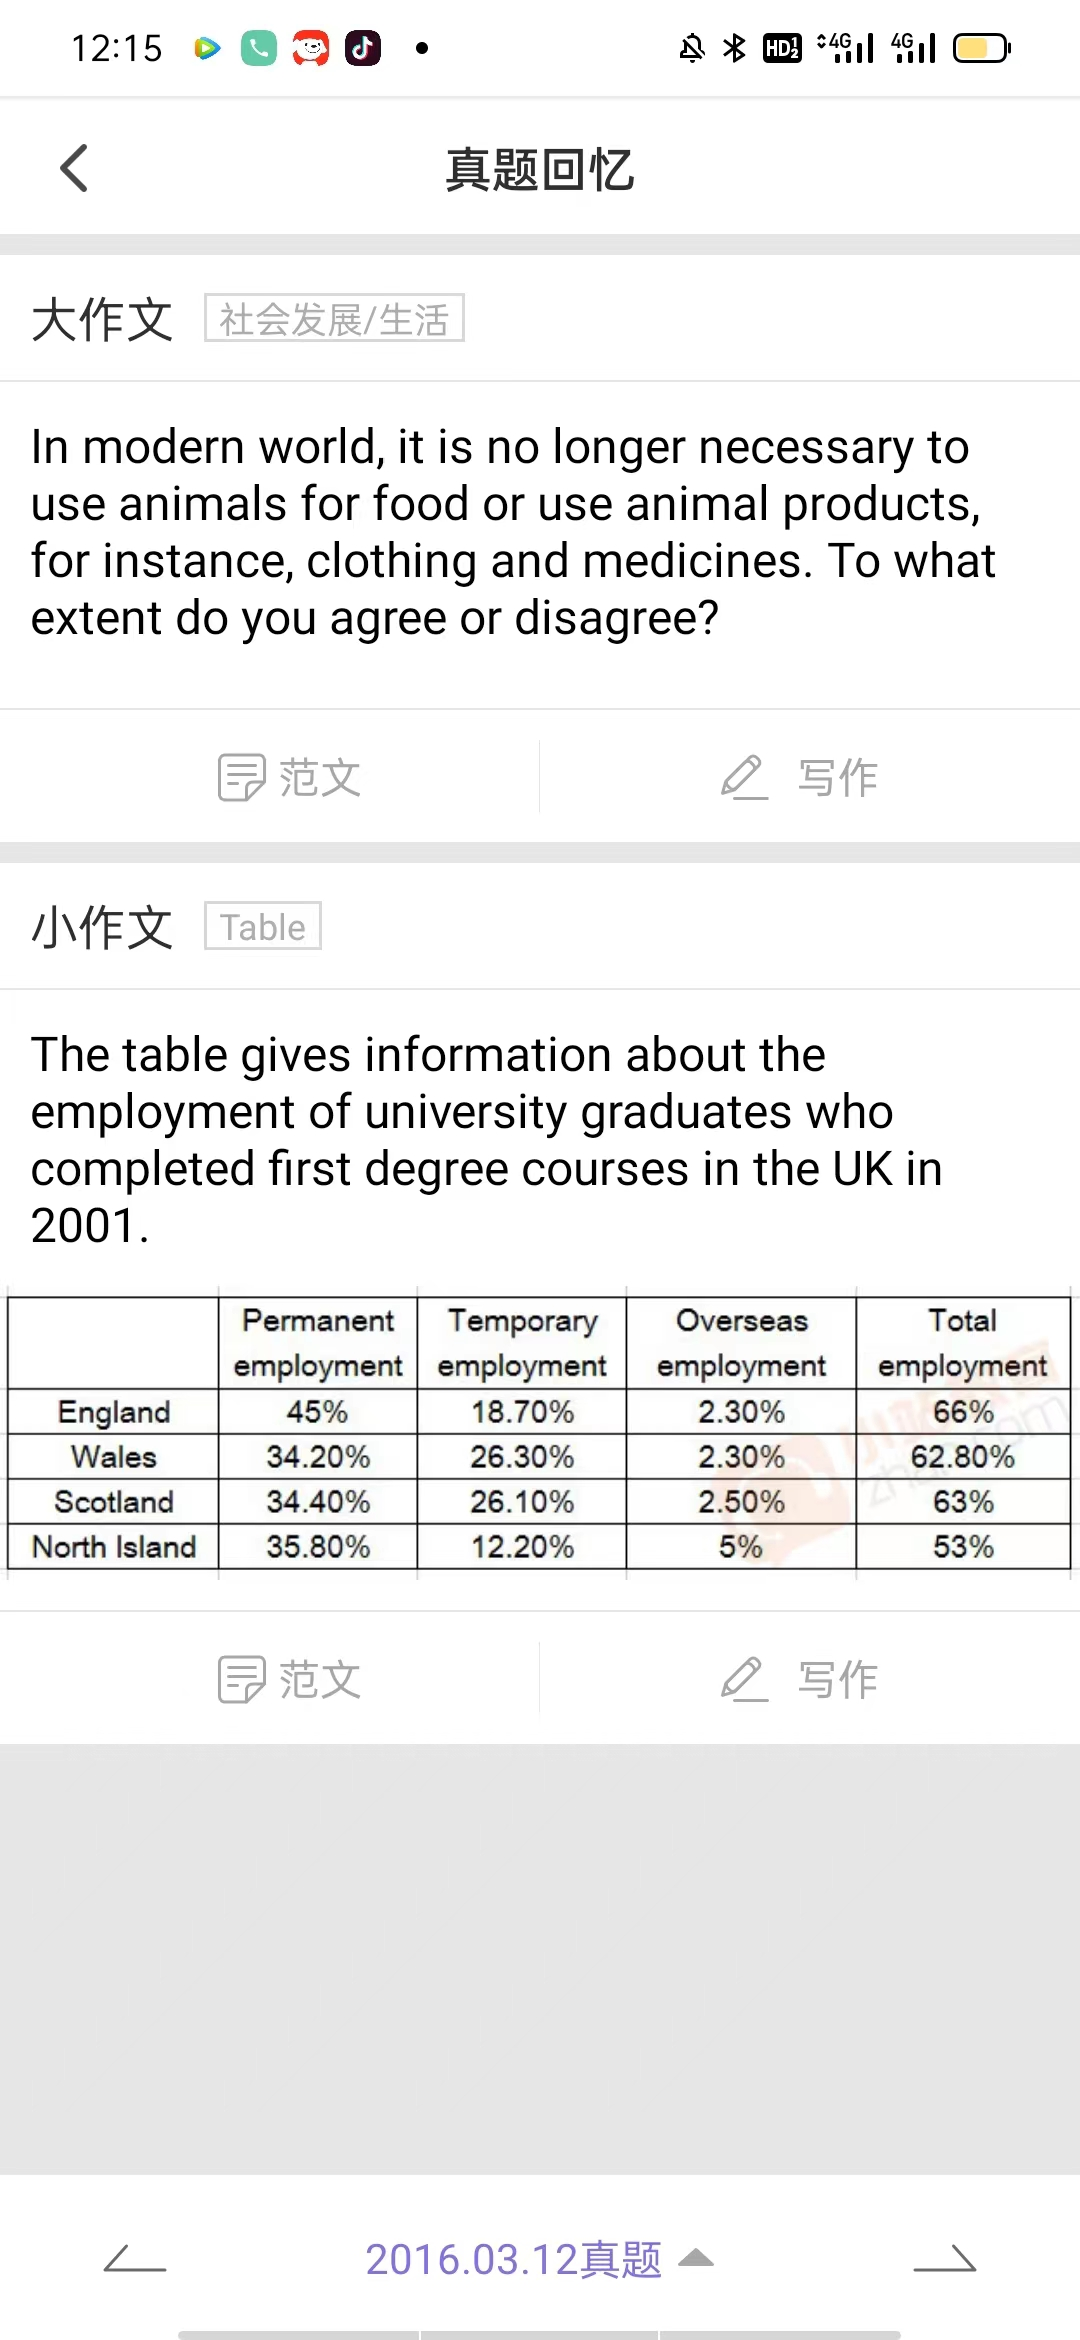 12:15
HD 1 2 4G 4G
真题回忆
大作文 社会发展/生活
In modern world, it is no longer necessary to
use animals for food or use animal products,
for instance, clothing and medicines. To what
extent do you agree or disagree?
范文 写作
小作文 Table
The table gives information about the
employment of university graduates who
completed first degree courses in the UK in
2001.
Permanent employment Temporary employment Overseas employment Total employment
England 45% 18.70% 2.30% 66%
Wales 34.20% 26.30% 2.30% 62.80%
Scotland 34.40% 26.10% 2.50% 63%
North Island 35.80% 12.20% 5% 53%
范文 写作
2016.03.12真题